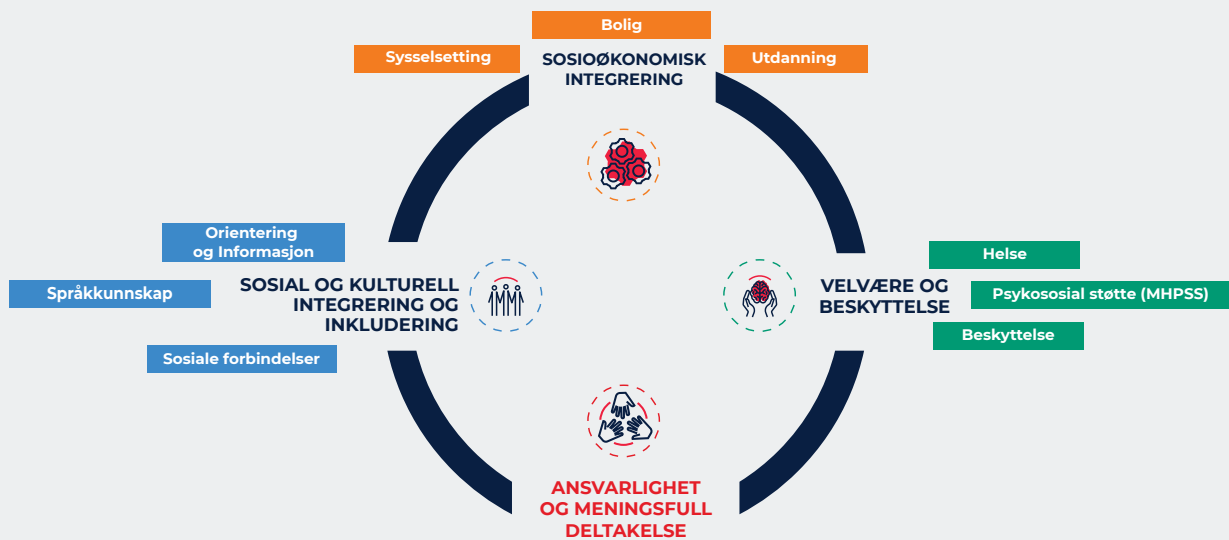 Bolig
Sysselsetting
Utdanning
SOSIOØKONOMISK
INTEGRERING
Orientering
og Informasjon
Språkkunnskap
Sosiale forbindelser
SOSIAL OG KULTURELL
INTEGRERING OG
INKLUDERING
VELVÆRE OG
BESKYTTELSE
Helse
Psykososial støtte (MHPSS)
Beskyttelse
ANSVARLIGHET
OG MENINGSFULL
DELTAKELSE